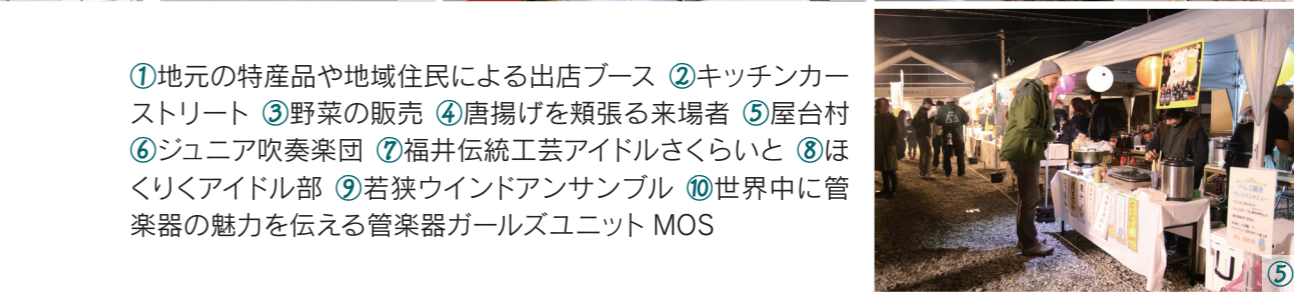 ①地元の特産品や地域住民による出店ブース ②キッチンカー
ストリート ③野菜の販売 ④唐揚げを頬張る来場者 ⑤屋台村
⑥ジュニア吹奏楽団 ⑦福井伝統工芸アイドルさくらいと ⑧ほ
くりくアイドル部 ⑨若狭ウインドアンサンブル ⑩世界中に管
楽器の魅力を伝える管楽器ガールズユニット MOS
⑤